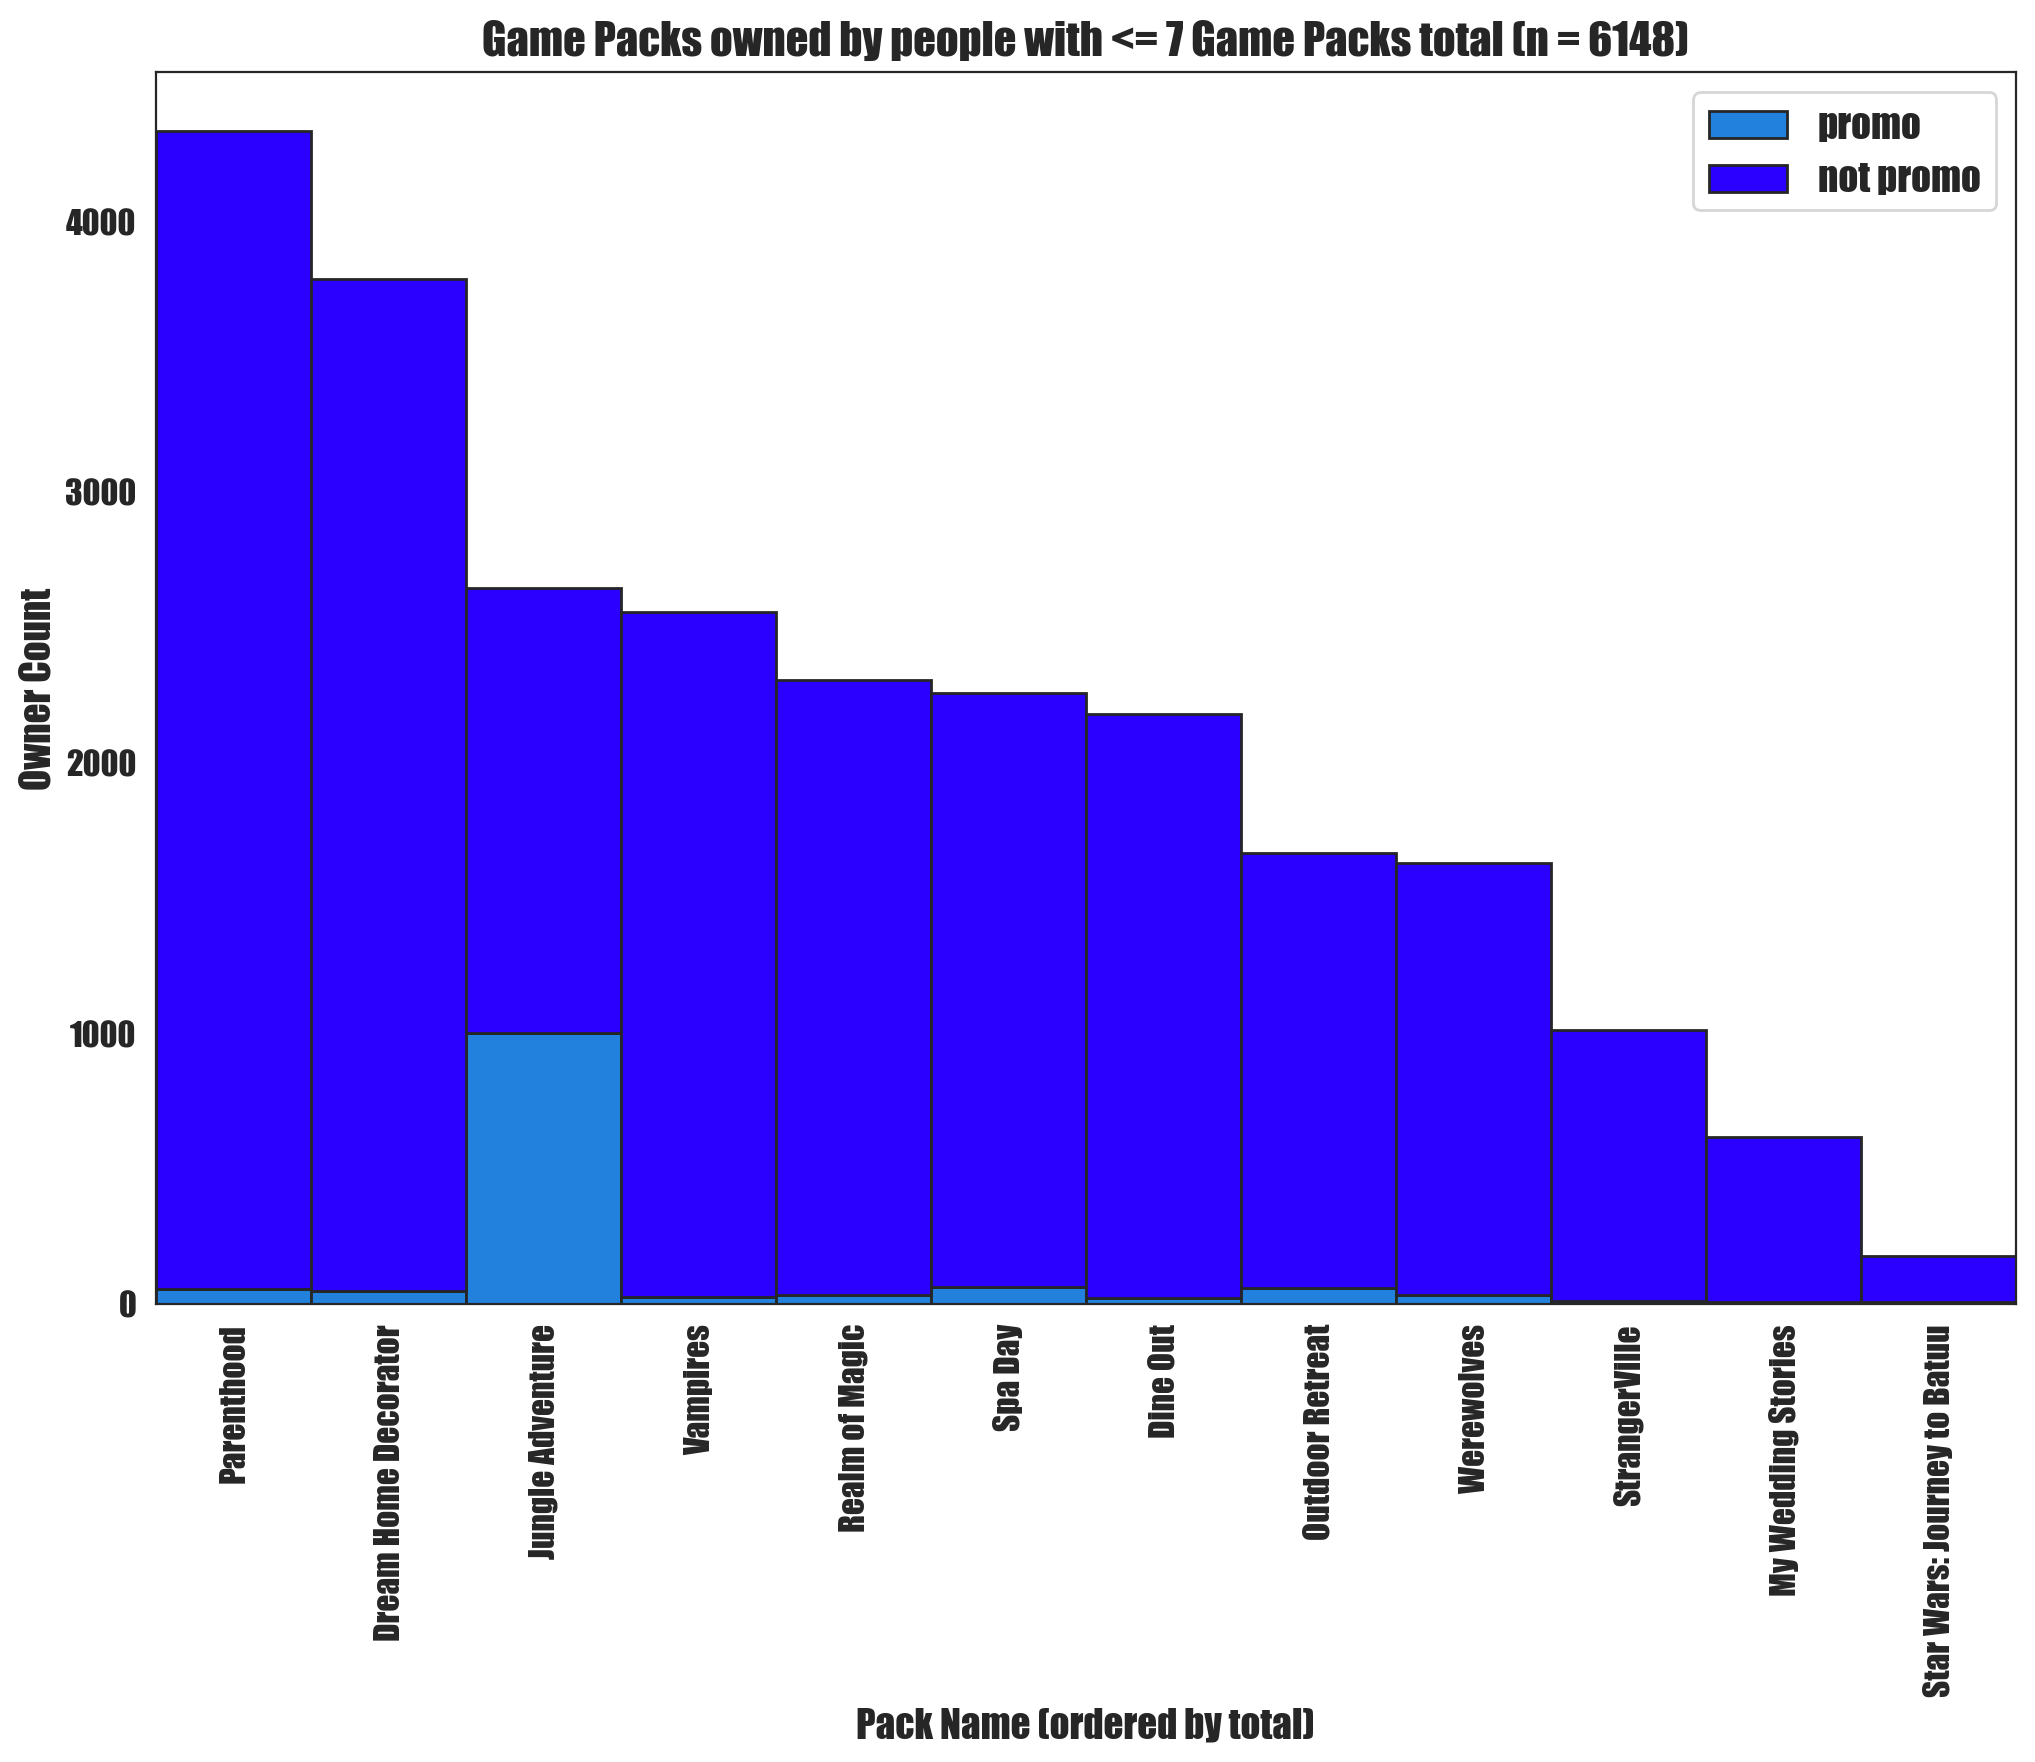 Game Packs owned by people with <= 7 Game Packs total (n = 6148)
promo
not promo
Owner Count
4000
3000
2000
1000
0
Parenthood
Dream Home Decorator
Jungle Adventure
Vampires
Realm of Magic
Spa Day
Dine Out
Outdoor Retreat
Werewolves
StrangerVille
My Wedding Stories
Star Wars: Journey to Batuu
Pack Name (ordered by total)